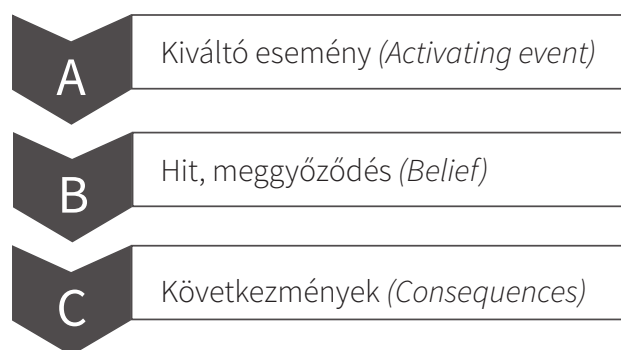 A Kiváltó esemény (Activating event)
B Hit, meggyőződés (Belief)
C Következmények (Consequences)